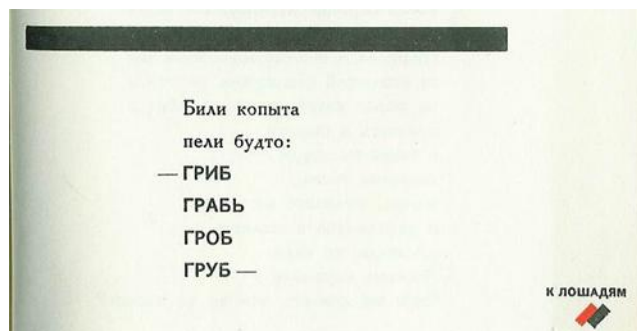 Били копыта
пели будто:
— ГРИБ
ГРАБЬ
ГРОБ
ГРУБ —
К ЛОШАДЯМ